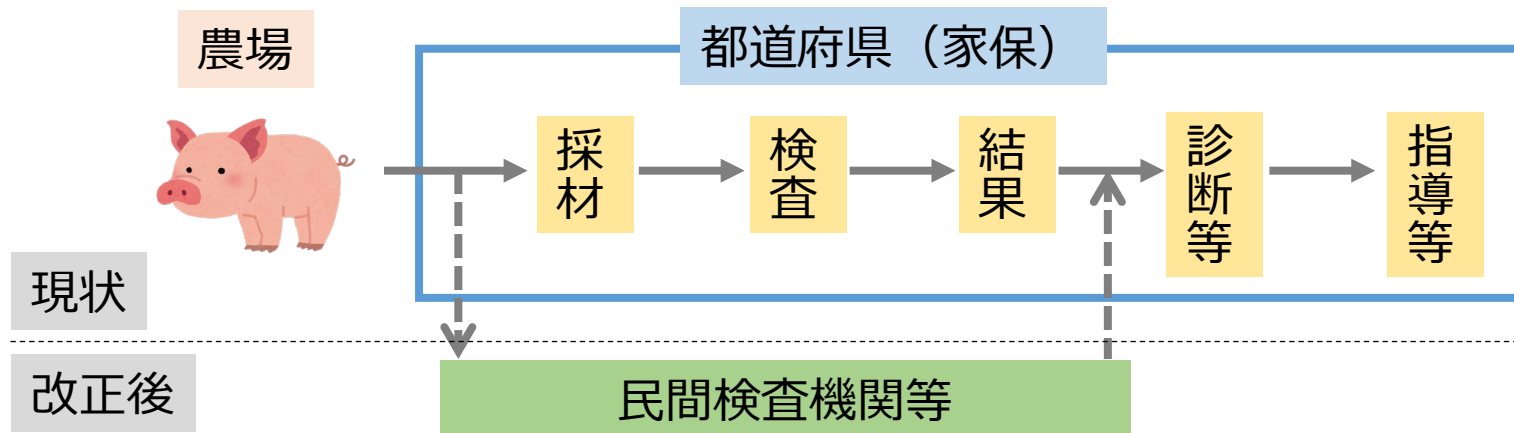 農場
都道府県（家保）
採材
検査
結果
診断等
指導等
現状
改正後
民間検査機関等